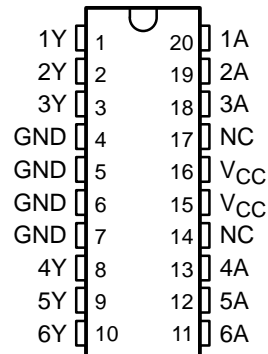 1Y 1 20 1A
2Y 2 19 2A
3Y 3 18 3A
GND 4 17 NC
GND 5 16 VCC
GND 6 15 VCC
GND 7 14 NC
4Y 8 13 4A
5Y 9 12 5A
6Y 10 11 6A